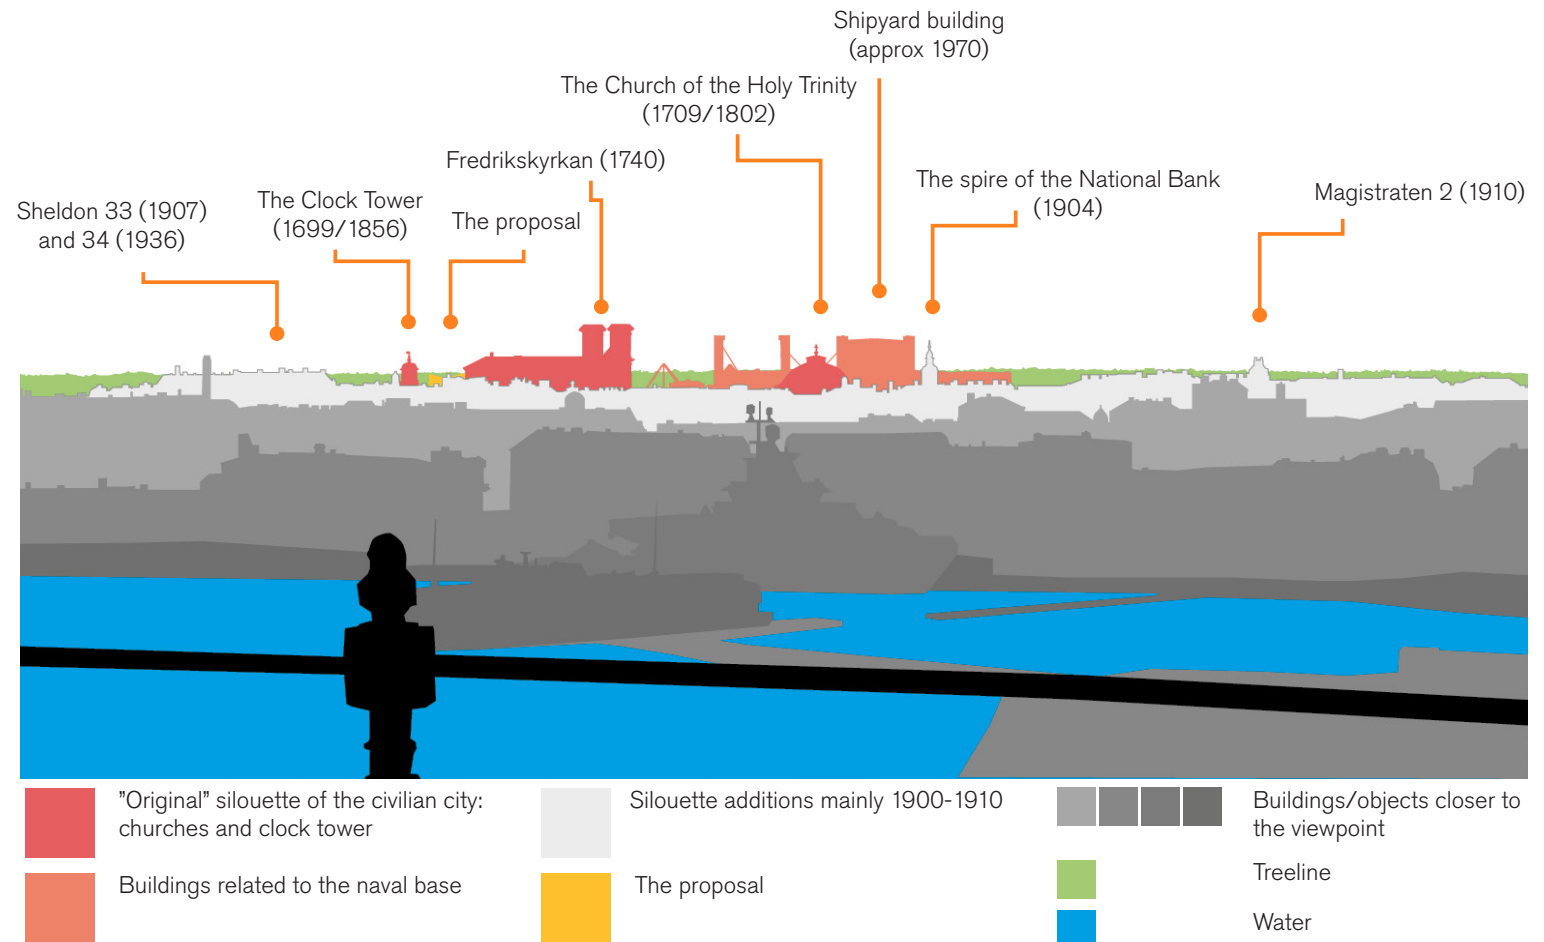 Shipyard building
(approx 1970)
The Church of the Holy Trinity
(1709/1802)
Fredrikskyrkan (1740)
The spire of the National Bank
(1904)
Magistraten 2 (1910)
The Clock Tower
(1699/1856)
The proposal
Sheldon 33 (1907)
and 34 (1936)
"Original" silouette of the civilian city:
churches and clock tower
Buildings related to the naval base
Silouette additions mainly 1900-1910
The proposal
Buildings/objects closer to
the viewpoint
Treeline
Water